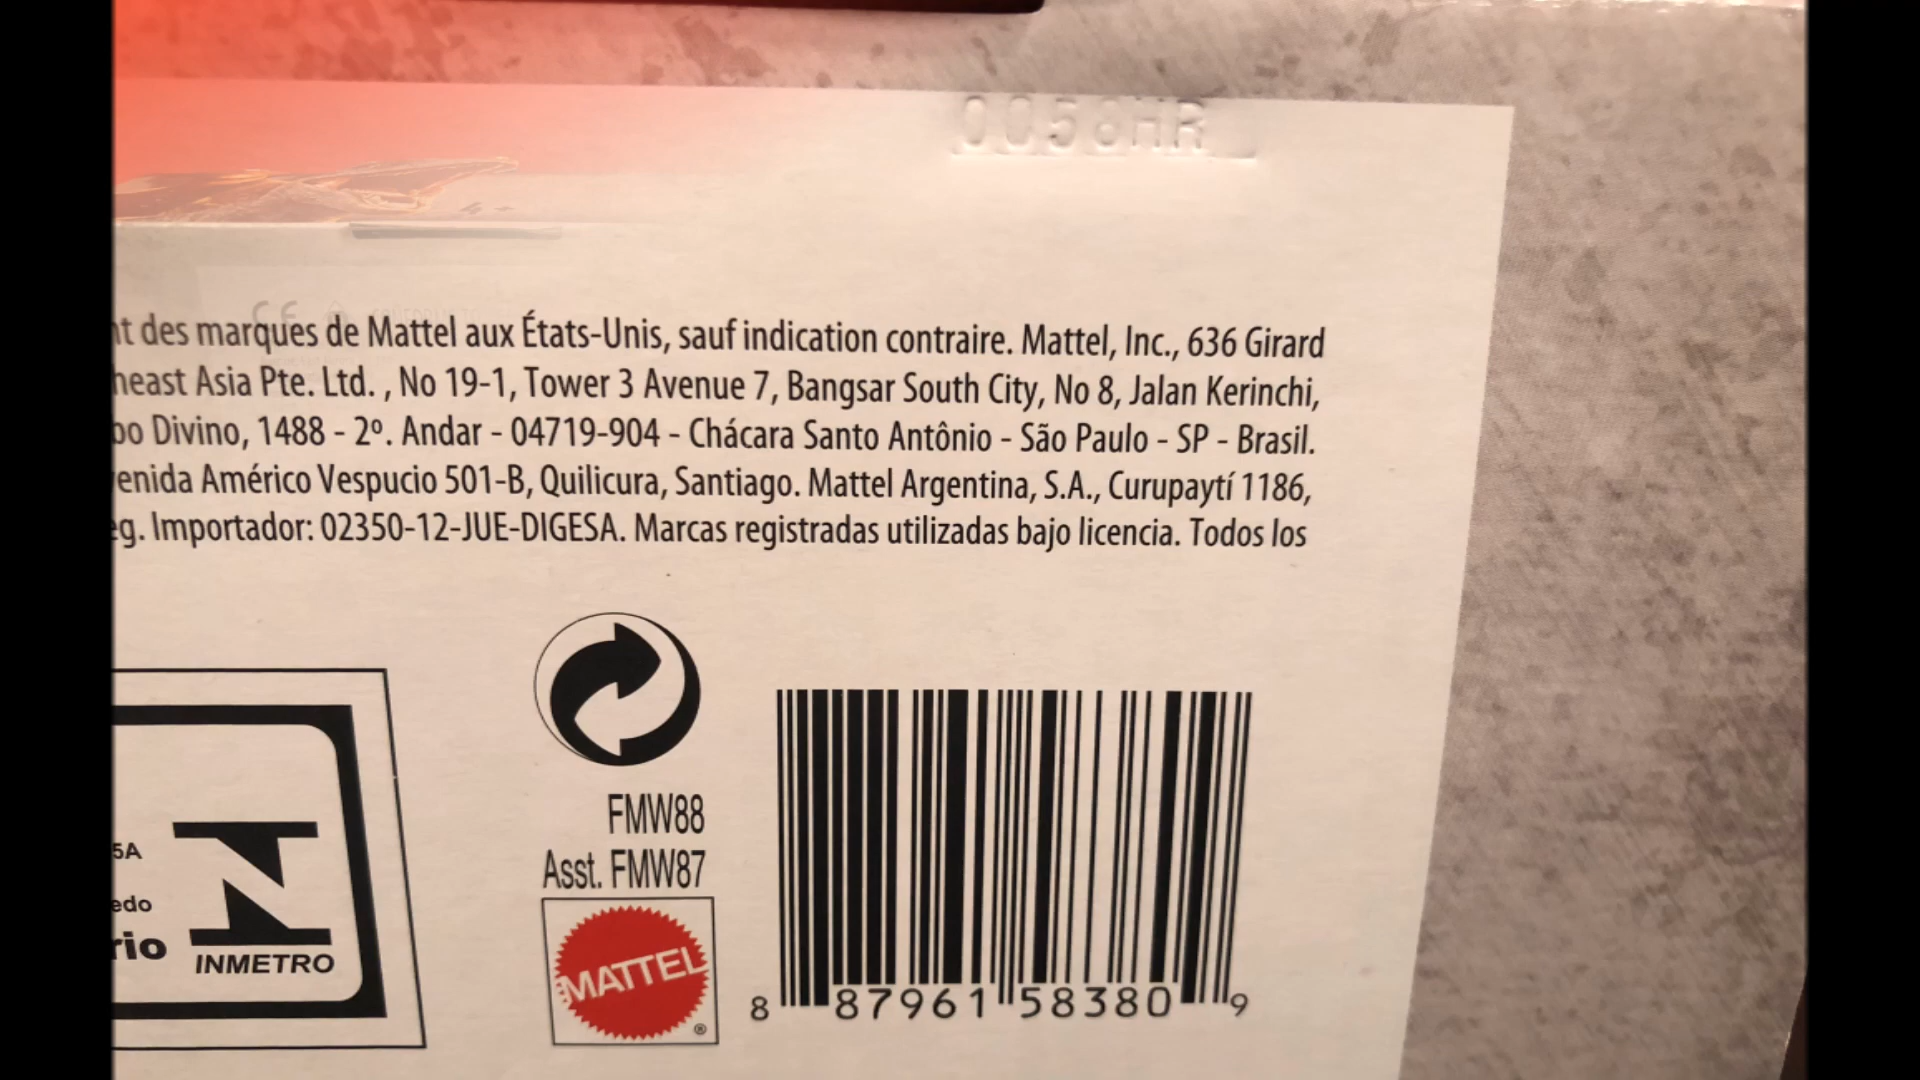 0058HR
nt des marques de Mattel aux États-Unis, sauf indication contraire. Mattel, Inc., 636 Girard
heast Asia Pte. Ltd. , No 19-1, Tower 3 Avenue 7, Bangsar South City, No 8, Jalan Kerinchi,
bo Divino, 1488 - 2º. Andar - 04719-904 - Chácara Santo Antônio - São Paulo - SP - Brasil.
venida Américo Vespucio 501-B, Quilicura, Santiago. Mattel Argentina, S.A., Curupaytí 1186,
eg. Importador: 02350-12-JUE-DIGESA. Marcas registradas utilizadas bajo licencia. Todos los
FMW88
Asst. FMW87
5A
edo
rio
INMETRO
MATTEL®
8 87961 58380 9